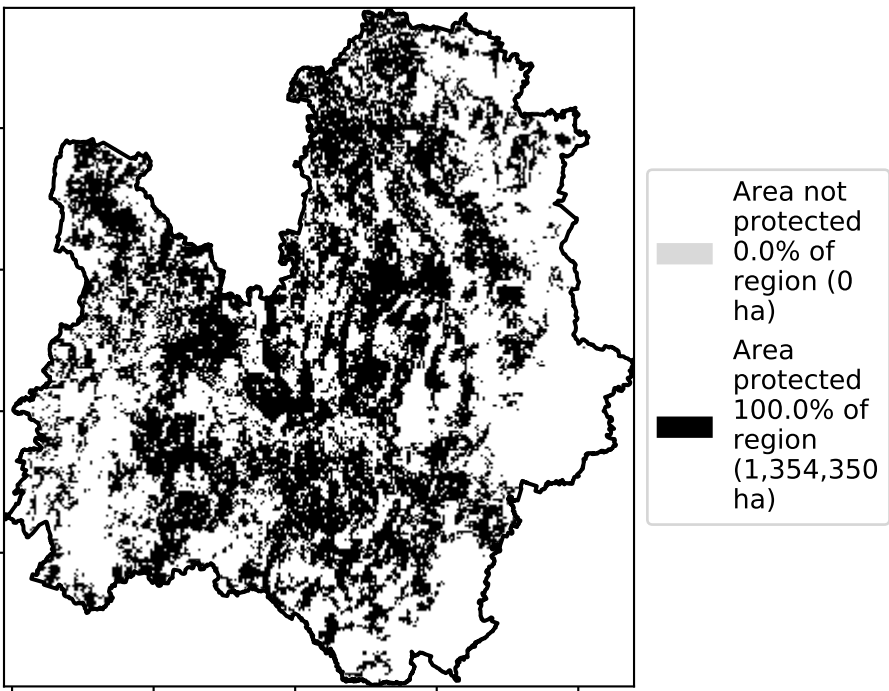 Area not
protected
0.0% of
region (0
ha)
Area
protected
100.0% of
region
(1,354,350
ha)